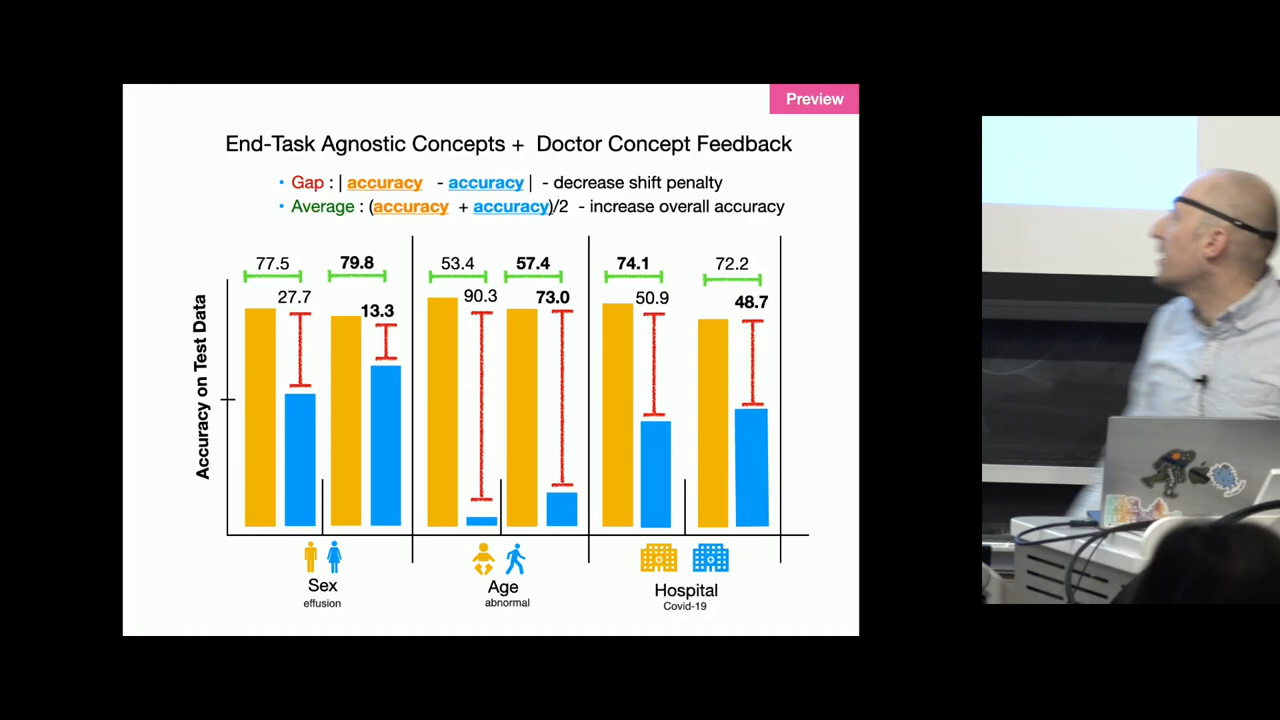 Preview
End-Task Agnostic Concepts + Doctor Concept Feedback
• Gap : | accuracy - accuracy | - decrease shift penalty
• Average : (accuracy + accuracy)/2 - increase overall accuracy
77.5 79.8 53.4 57.4 74.1 72.2
27.7 13.3 90.3 73.0 50.9 48.7
Accuracy on Test Data
Sex Age Hospital
effusion abnormal Covid-19